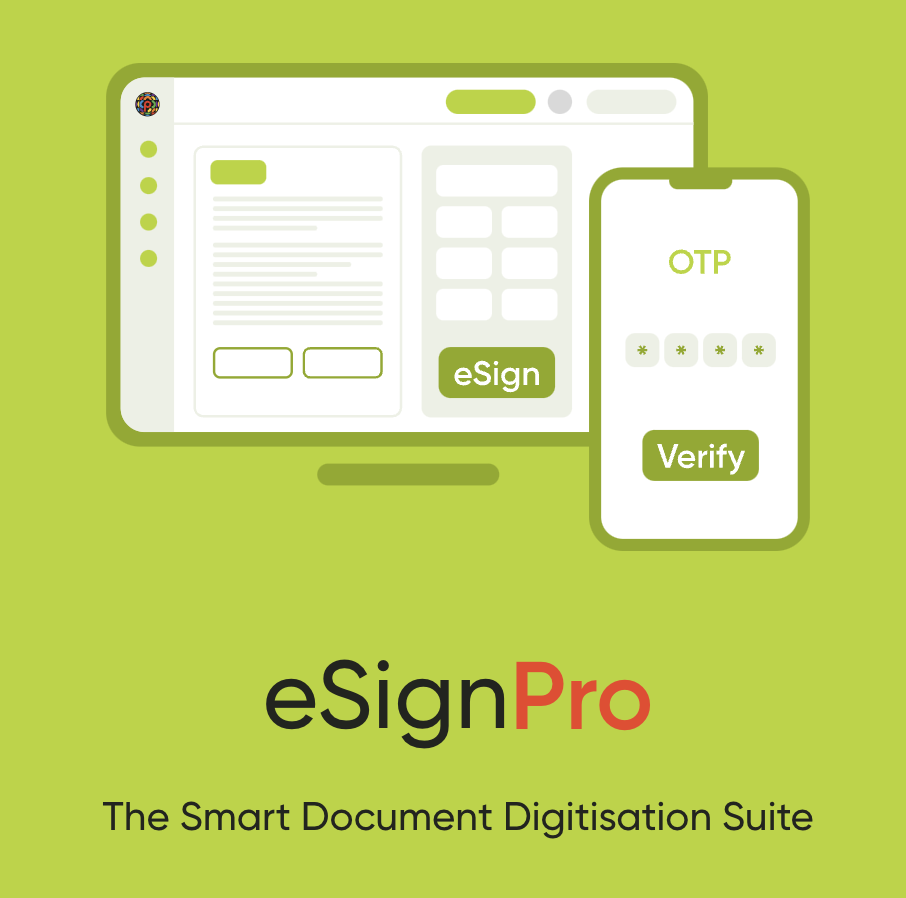 OTP
* * * *
eSign
Verify
eSignPro
The Smart Document Digitisation Suite